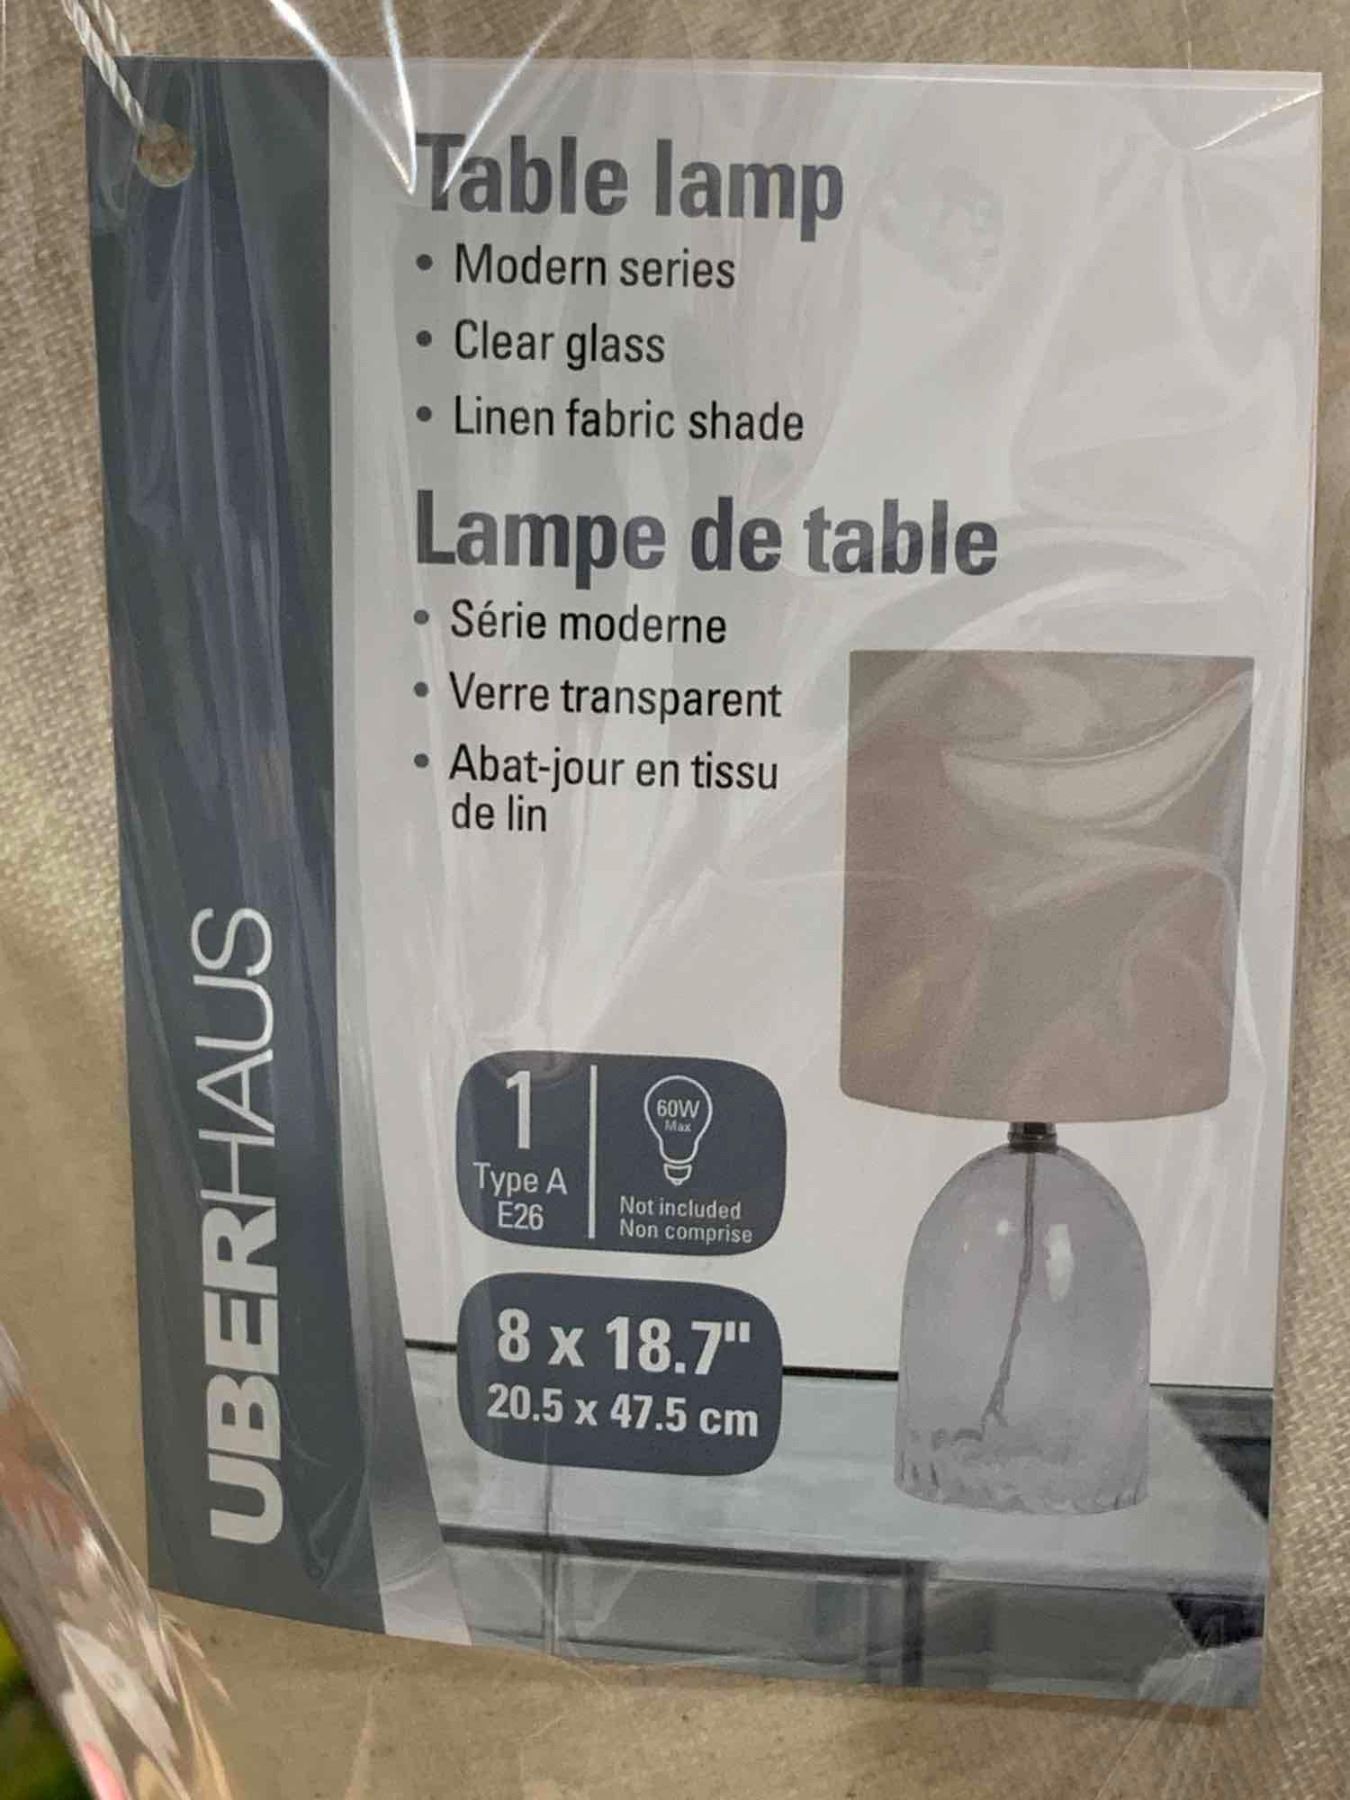 Table lamp
• Modern series
• Clear glass
• Linen fabric shade
Lampe de table
• Série moderne
• Verre transparent
• Abat-jour en tissu
de lin
UBERHAUS
1
Type A
E26
60W
Max
Not included
Non comprise
8 x 18.7"
20.5 x 47.5 cm